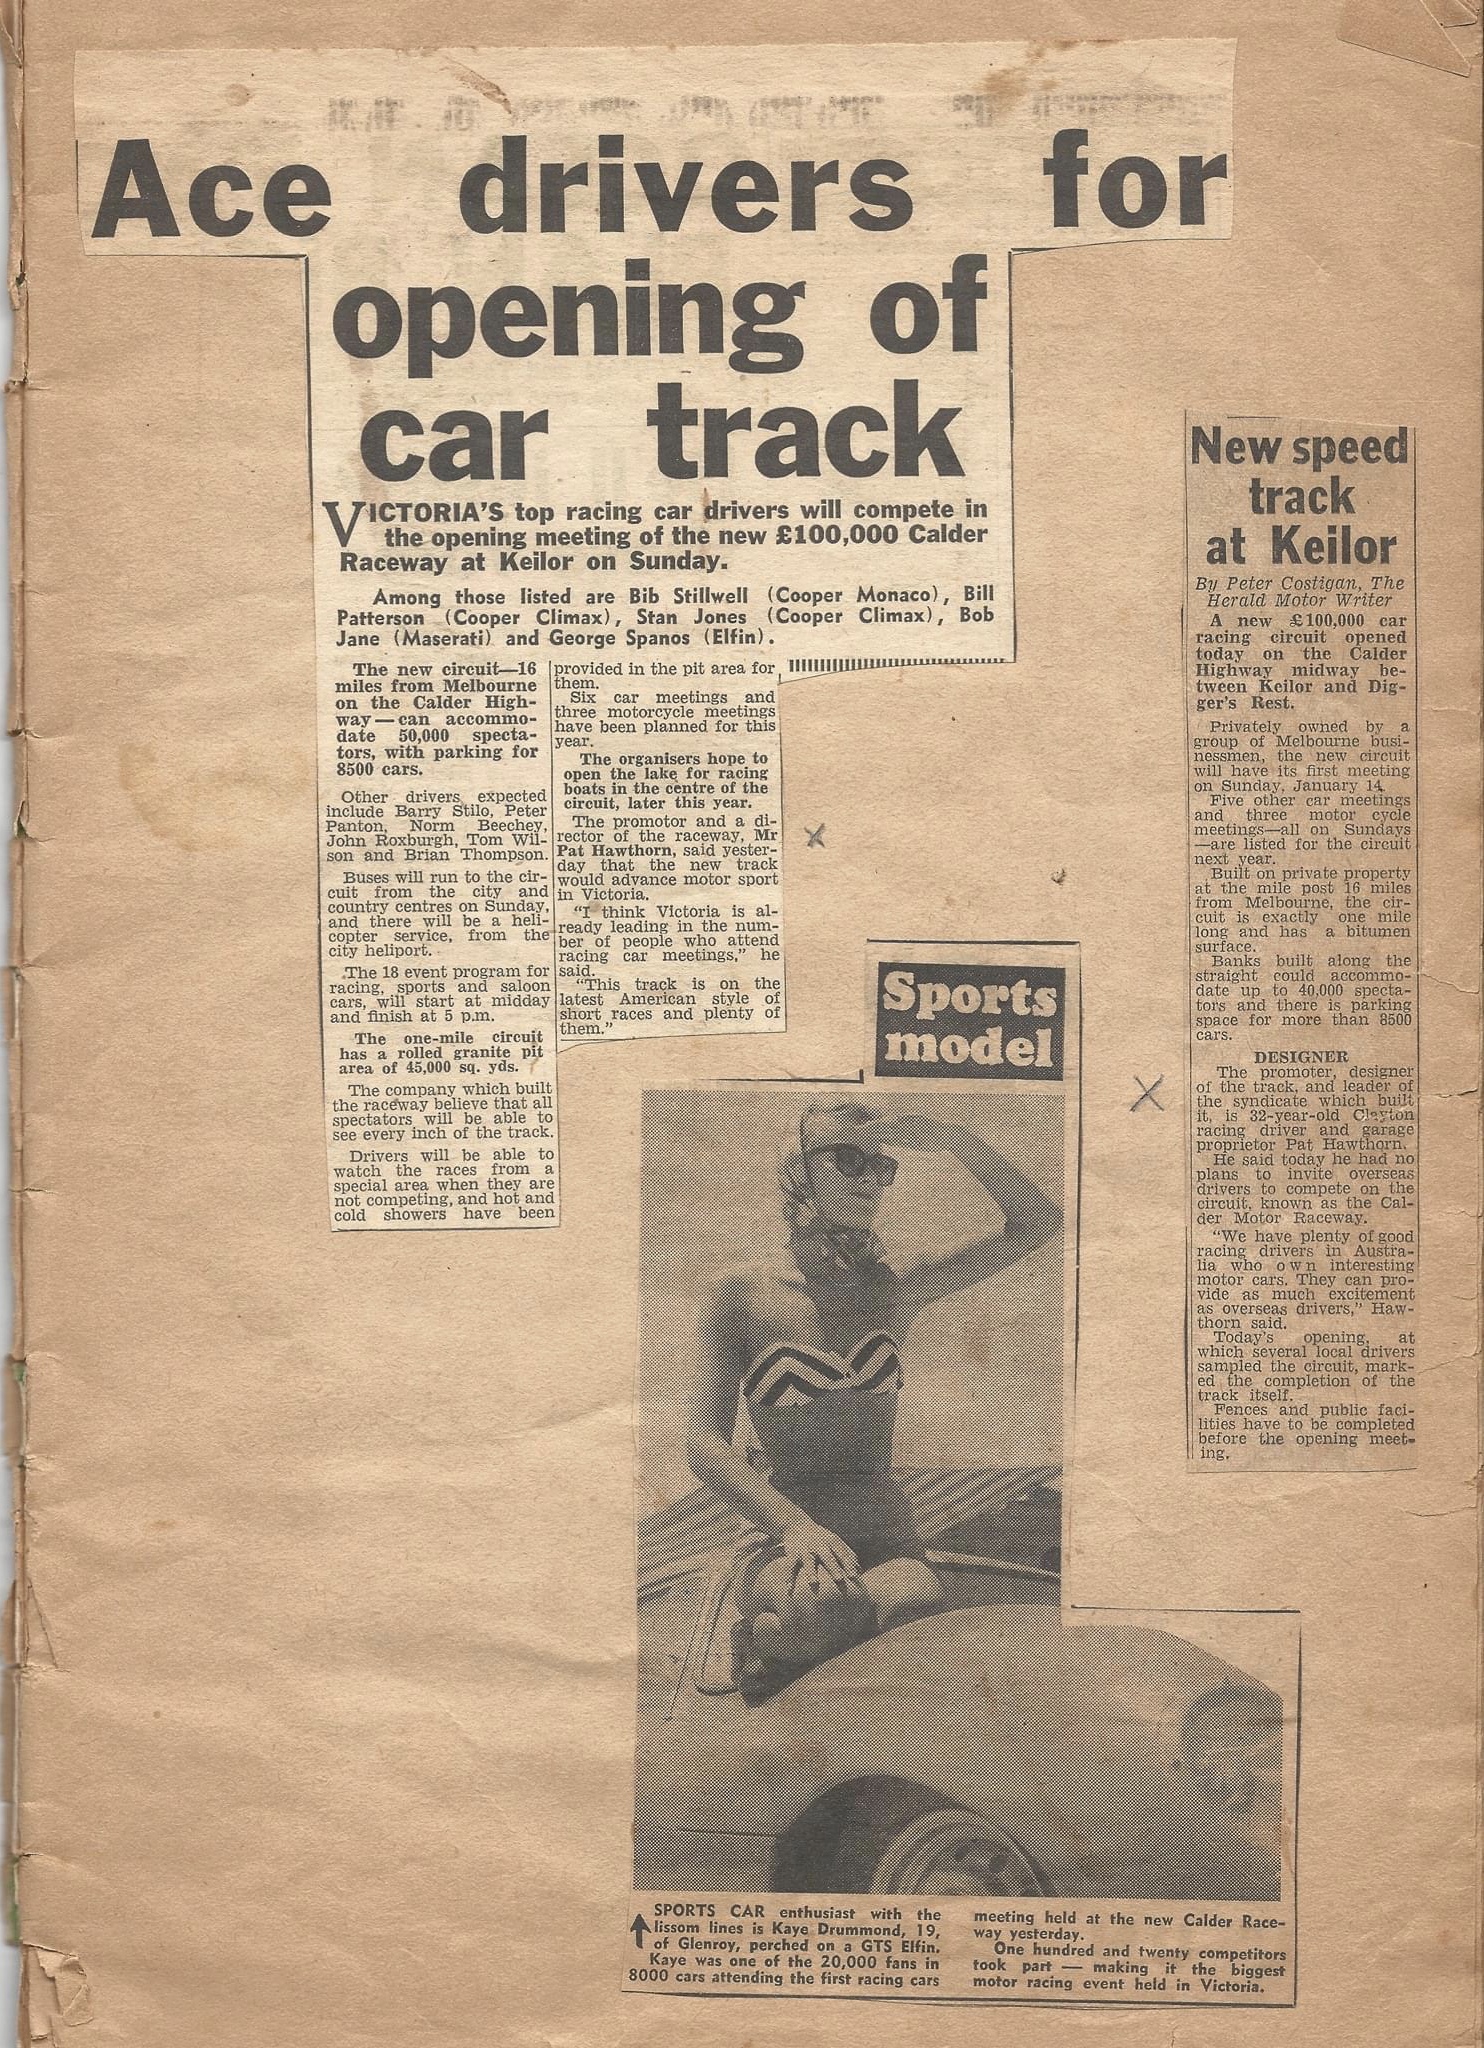 Ace drivers for
opening of
car track
VICTORIA'S top racing car drivers will compete in
the opening meeting of the new £100,000 Calder
Raceway at Keilor on Sunday.
Among those listed are Bib Stillwell (Cooper Monaco), Bill
Patterson (Cooper Climax), Stan Jones (Cooper Climax), Bob
Jane (Maserati) and George Spanos (Elfin).
The new circuit—16
miles from Melbourne
on the Calder High-
way—can accommo-
date 50,000 specta-
tors, with parking for
8500 cars.
Other drivers expected
include Barry Stilo, Peter
Panton, Norm Beechey,
John Roxburgh, Tom Wil-
son and Brian Thompson.
Buses will run to the cir-
cuit from the city and
country centres on Sunday,
and there will be a heli-
copter service, from the
city heliport.
The 18 event program for
racing, sports and saloon
cars, will start at midday
and finish at 5 p.m.
The one-mile circuit
has a rolled granite pit
area of 45,000 sq. yds.
The company which built
the raceway believe that all
spectators will be able to
see every inch of the track.
Drivers will be able to
watch the races from a
special area when they are
not competing, and hot and
cold showers have been
provided in the pit area for
them.
Six car meetings and
three motorcycle meetings
have been planned for this
year.
The organisers hope to
open the lake for racing
boats in the centre of the
circuit, later this year.
The promotor and a di-
rector of the raceway, Mr
Pat Hawthorn, said yester-
day that the new track
would advance motor sport
in Victoria.
"I think Victoria is al-
ready leading in the num-
ber of people who attend
racing car meetings," he
said.
"This track is on the
latest American style of
short races and plenty of
them."
x
Sports
model
SPORTS CAR enthusiast with the
lissom lines is Kaye Drummond, 19,
of Glenroy, perched on a GTS Elfin.
Kaye was one of the 20,000 fans in
8000 cars attending the first racing cars
meeting held at the new Calder Race-
way yesterday.
One hundred and twenty competitors
took part — making it the biggest
motor racing event held in Victoria.
X
New speed
track
at Keilor
By Peter Costigan, The
Herald Motor Writer
A new £100,000 car
racing circuit opened
today on the Calder
Highway midway be-
tween Keilor and Dig-
ger's Rest.
Privately owned by a
group of Melbourne busi-
nessmen, the new circuit
will have its first meeting
on Sunday, January 14.
Five other car meetings
and three motor cycle
meetings—all on Sundays
—are listed for the circuit
next year.
Built on private property
at the mile post 16 miles
from Melbourne, the cir-
cuit is exactly one mile
long and has a bitumen
surface.
Banks built along the
straight could accommo-
date up to 40,000 specta-
tors and there is parking
space for more than 8500
cars.
DESIGNER
The promoter, designer
of the track, and leader of
the syndicate which built
it, is 32-year-old Clayton
racing driver and garage
proprietor Pat Hawthorn.
He said today he had no
plans to invite overseas
drivers to compete on the
circuit, known as the Cal-
der Motor Raceway.
"We have plenty of good
racing drivers in Austra-
lia who own interesting
motor cars. They can pro-
vide as much excitement
as overseas drivers," Haw-
thorn said.
Today's opening, at
which several local drivers
sampled the circuit, mark-
ed the completion of the
track itself.
Fences and public faci-
lities have to be completed
before the opening meet-
ing.